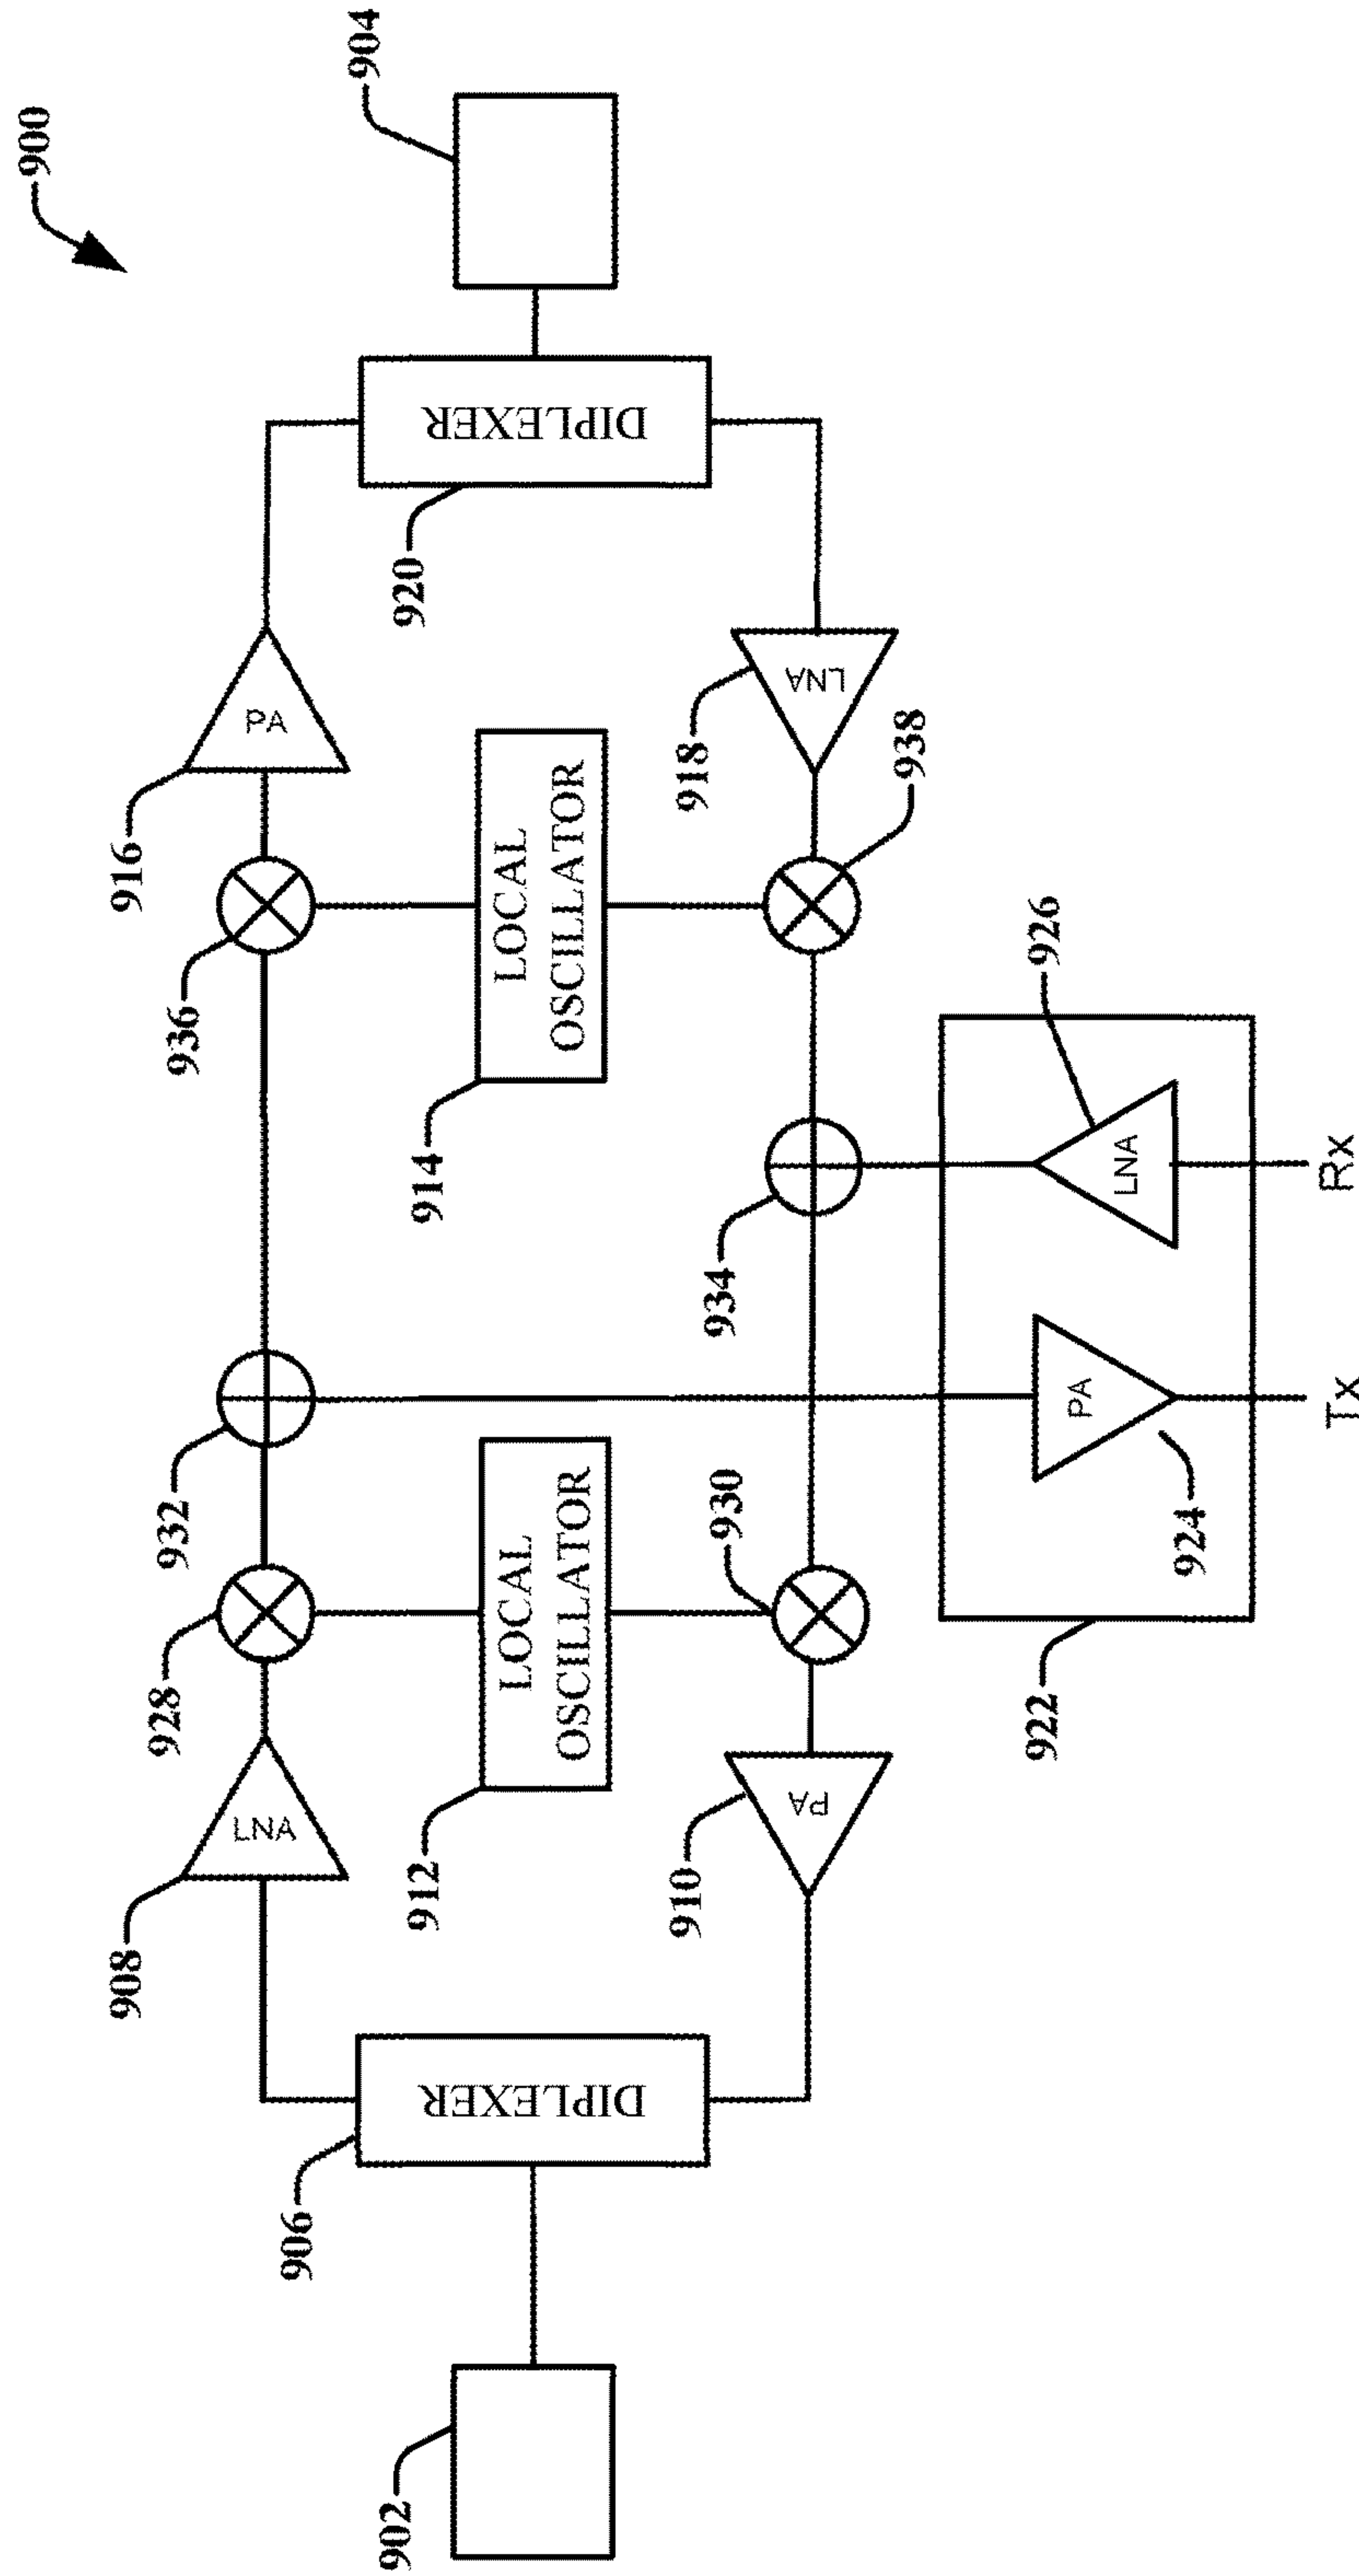 900
902
904
906
DIPLEXER
908
LNA
928
932
936
916
PA
920
DIPLEXER
912
LOCAL
OSCILLATOR
914
LOCAL
OSCILLATOR
910
PA
930
934
938
918
LNA
922
924
PA
926
LNA
Tx
Rx